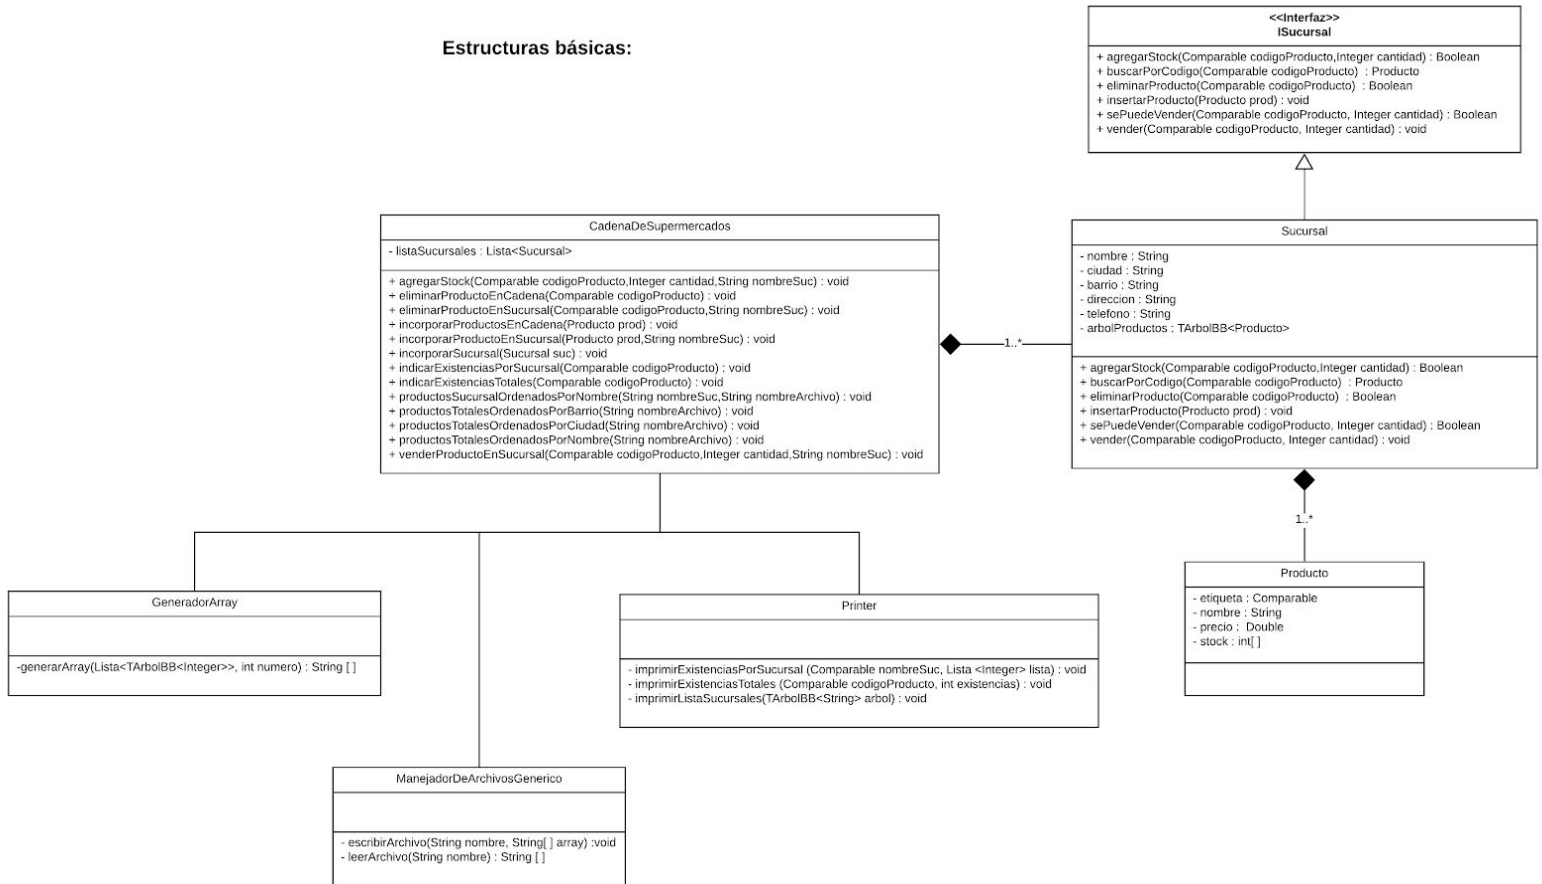 Estructuras básicas:
<<Interfaz>>
ISucursal
+ agregarStock(Comparable codigoProducto,Integer cantidad) : Boolean
+ buscarPorCodigo(Comparable codigoProducto)  : Producto
+ eliminarProducto(Comparable codigoProducto)  : Boolean
+ insertarProducto(Producto prod) : void
+ sePuedeVender(Comparable codigoProducto, Integer cantidad) : Boolean
+ vender(Comparable codigoProducto, Integer cantidad) : void
CadenaDeSupermercados
- listaSucursales : Lista<Sucursal>
+ agregarStock(Comparable codigoProducto,Integer cantidad,String nombreSuc) : void
+ eliminarProductoEnCadena(Comparable codigoProducto) : void
+ eliminarProductoEnSucursal(Comparable codigoProducto,String nombreSuc) : void
+ incorporarProductosEnCadena(Producto prod) : void
+ incorporarProductoEnSucursal(Producto prod,String nombreSuc) : void
+ incorporarSucursal(Sucursal suc) : void
+ indicarExistenciasPorSucursal(Comparable codigoProducto) : void
+ indicarExistenciasTotales(Comparable codigoProducto) : void
+ productosSucursalOrdenadosPorNombre(String nombreSuc,String nombreArchivo) : void
+ productosTotalesOrdenadosPorBarrio(String nombreArchivo) : void
+ productosTotalesOrdenadosPorCiudad(String nombreArchivo) : void
+ productosTotalesOrdenadosPorNombre(String nombreArchivo) : void
+ venderProductoEnSucursal(Comparable codigoProducto,Integer cantidad,String nombreSuc) : void
1..*
Sucursal
- nombre : String
- ciudad : String
- barrio : String
- direccion : String
- telefono : String
- arbolProductos : TArbolBB<Producto>
+ agregarStock(Comparable codigoProducto,Integer cantidad) : Boolean
+ buscarPorCodigo(Comparable codigoProducto)  : Producto
+ eliminarProducto(Comparable codigoProducto)  : Boolean
+ insertarProducto(Producto prod) : void
+ sePuedeVender(Comparable codigoProducto, Integer cantidad) : Boolean
+ vender(Comparable codigoProducto, Integer cantidad) : void
1..*
Producto
- etiqueta : Comparable
- nombre : String
- precio :  Double
- stock : int[ ]
GeneradorArray
-generarArray(Lista<TArbolBB<Integer>>, int numero) : String [ ]
Printer
- imprimirExistenciasPorSucursal (Comparable nombreSuc, Lista <Integer> lista) : void
- imprimirExistenciasTotales (Comparable codigoProducto, int existencias) : void
- imprimirListaSucursales(TArbolBB<String> arbol) : void
ManejadorDeArchivosGenerico
- escribirArchivo(String nombre, String[ ] array) :void
- leerArchivo(String nombre) : String [ ]